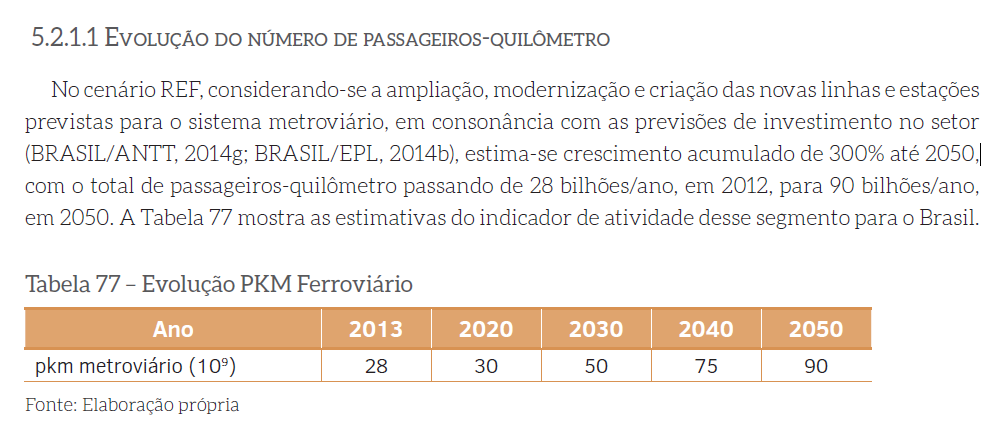 5.2.1.1 Evolução do número de passageiros-quilômetro
No cenário REF, considerando-se a ampliação, modernização e criação das novas linhas e estações
previstas para o sistema metroviário, em consonância com as previsões de investimento no setor
(BRASIL/ANTT, 2014g; BRASIL/EPL, 2014b), estima-se crescimento acumulado de 300% até 2050,
com o total de passageiros-quilômetro passando de 28 bilhões/ano, em 2012, para 90 bilhões/ano,
em 2050. A Tabela 77 mostra as estimativas do indicador de atividade desse segmento para o Brasil.
Tabela 77 – Evolução PKM Ferroviário
Ano 2013 2020 2030 2040 2050
pkm metroviário (10⁹) 28 30 50 75 90
Fonte: Elaboração própria